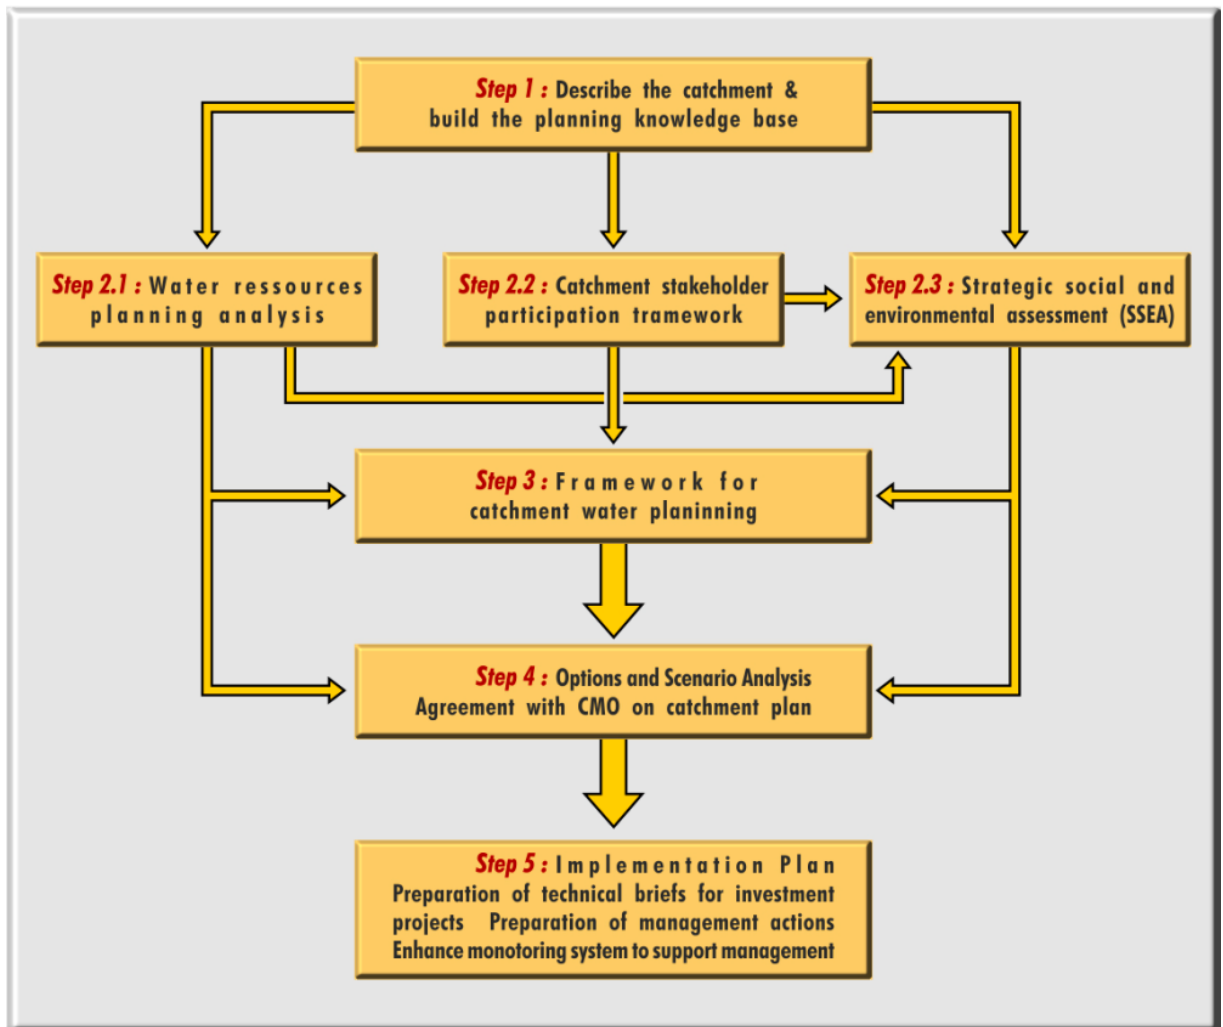 Step 1 : Describe the catchment &
build the planning knowledge base
Step 2.1 : Water ressources
planning analysis
Step 2.2 : Catchment stakeholder
participation tramework
Step 2.3 : Strategic social and
environmental assessment (SSEA)
Step 3 : Framework for
catchment water planinning
Step 4 : Options and Scenario Analysis
Agreement with CMO on catchment plan
Step 5 : Implementation Plan
Preparation of technical briefs for investment
projects Preparation of management actions
Enhance monotoring system to support management